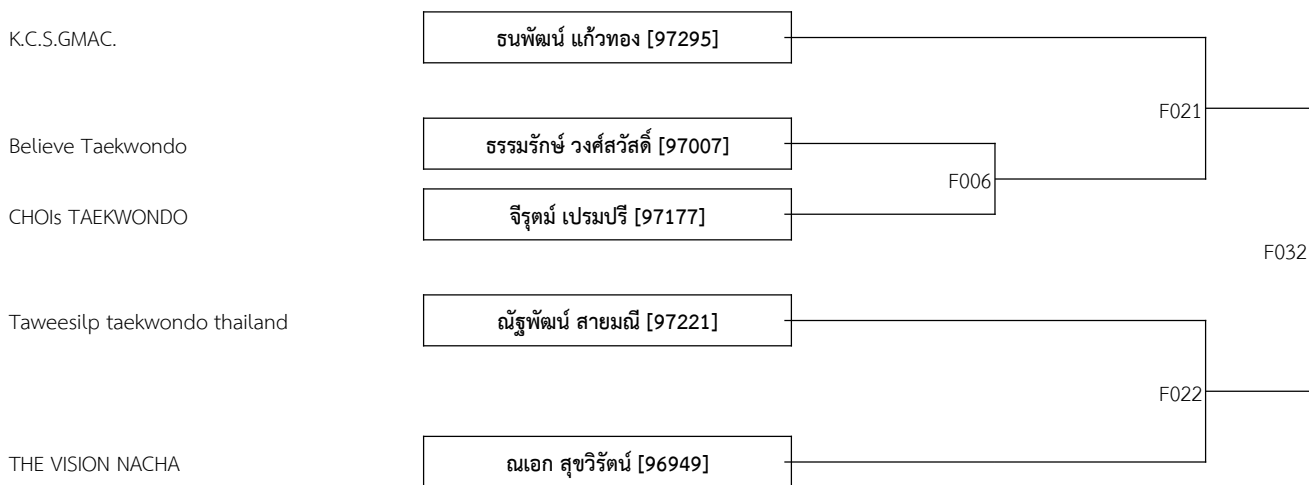 K.C.S.GMAC.
ธนพัฒน์ แก้วทอง [97295]
F021
Believe Taekwondo
ธรรมรักษ์ วงศ์สวัสดิ์ [97007]
F006
CHOIs TAEKWONDO
จีรุตม์ เปรมปรี [97177]
F032
Taweesilp taekwondo thailand
ณัฐพัฒน์ สายมณี [97221]
F022
THE VISION NACHA
ณเอก สุขวิรัตน์ [96949]